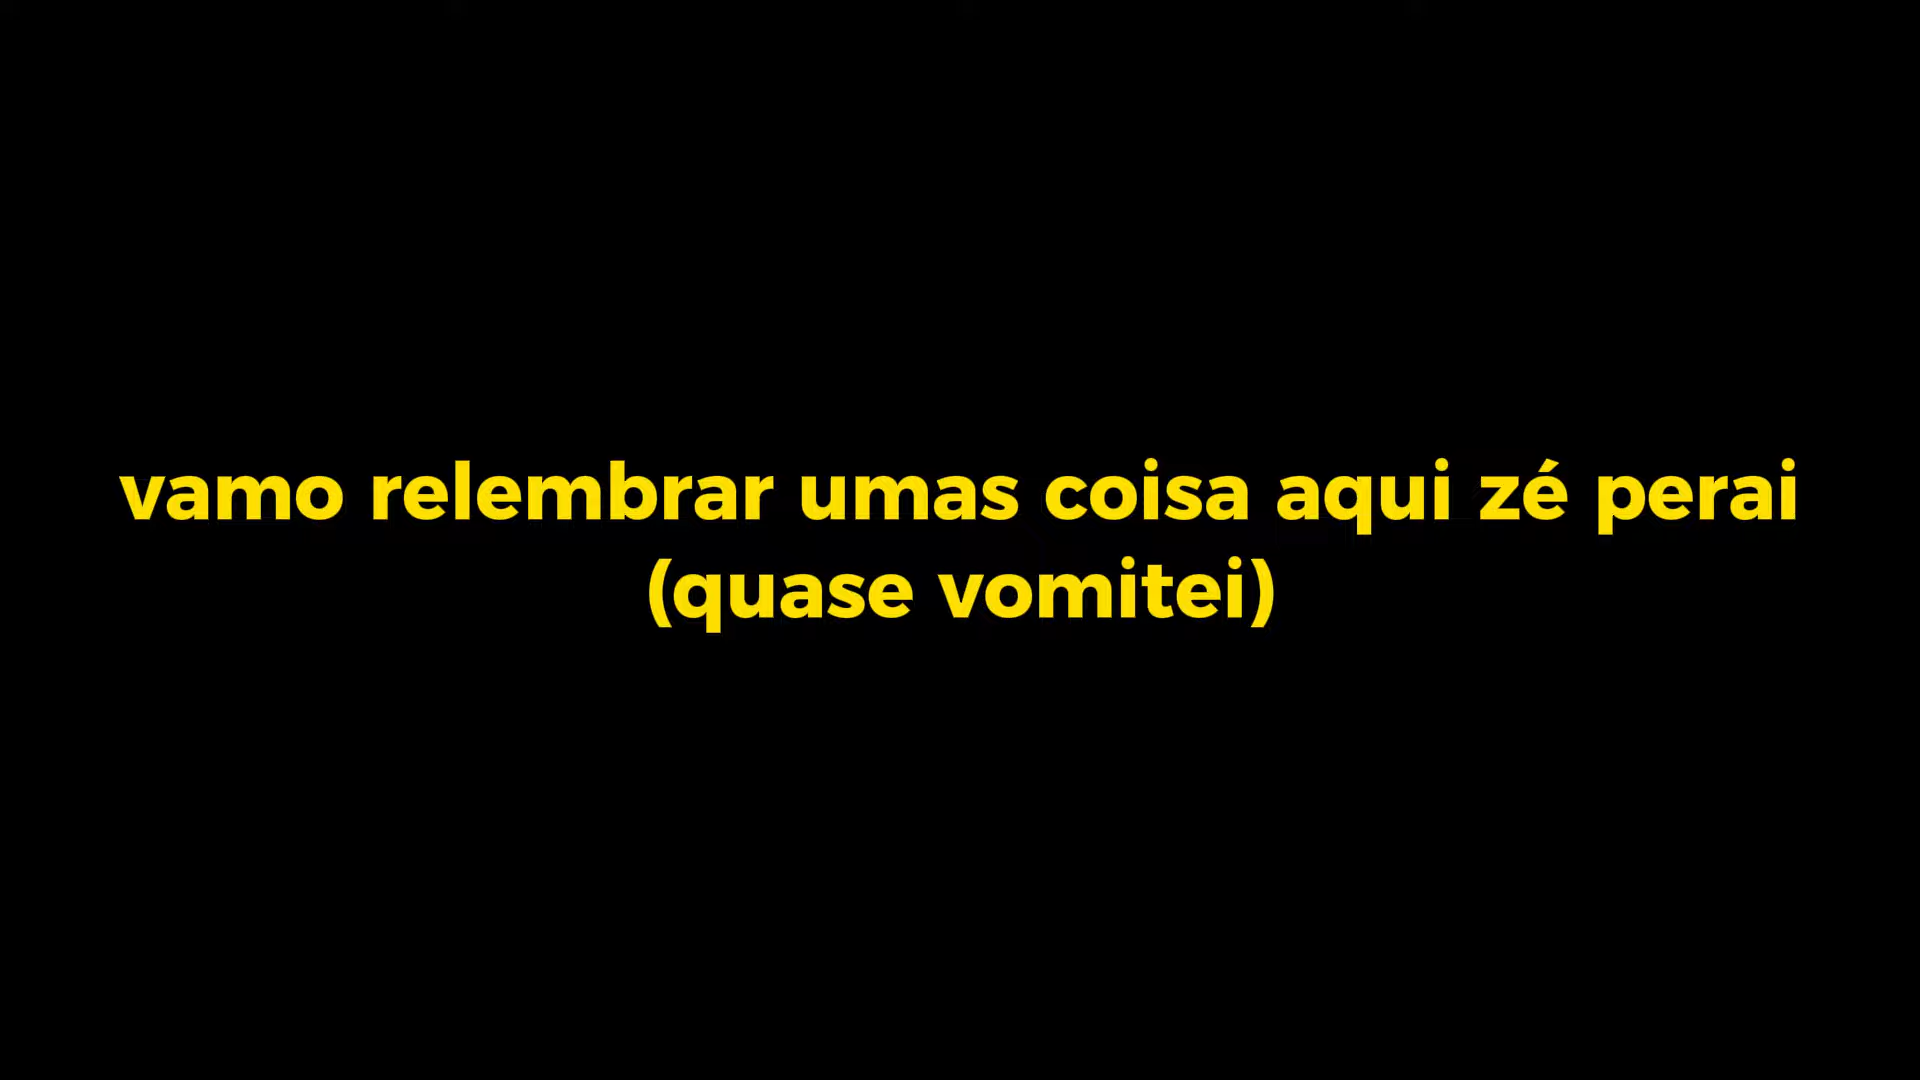 vamo relembrar umas coisa aqui zé perai
(quase vomitei)